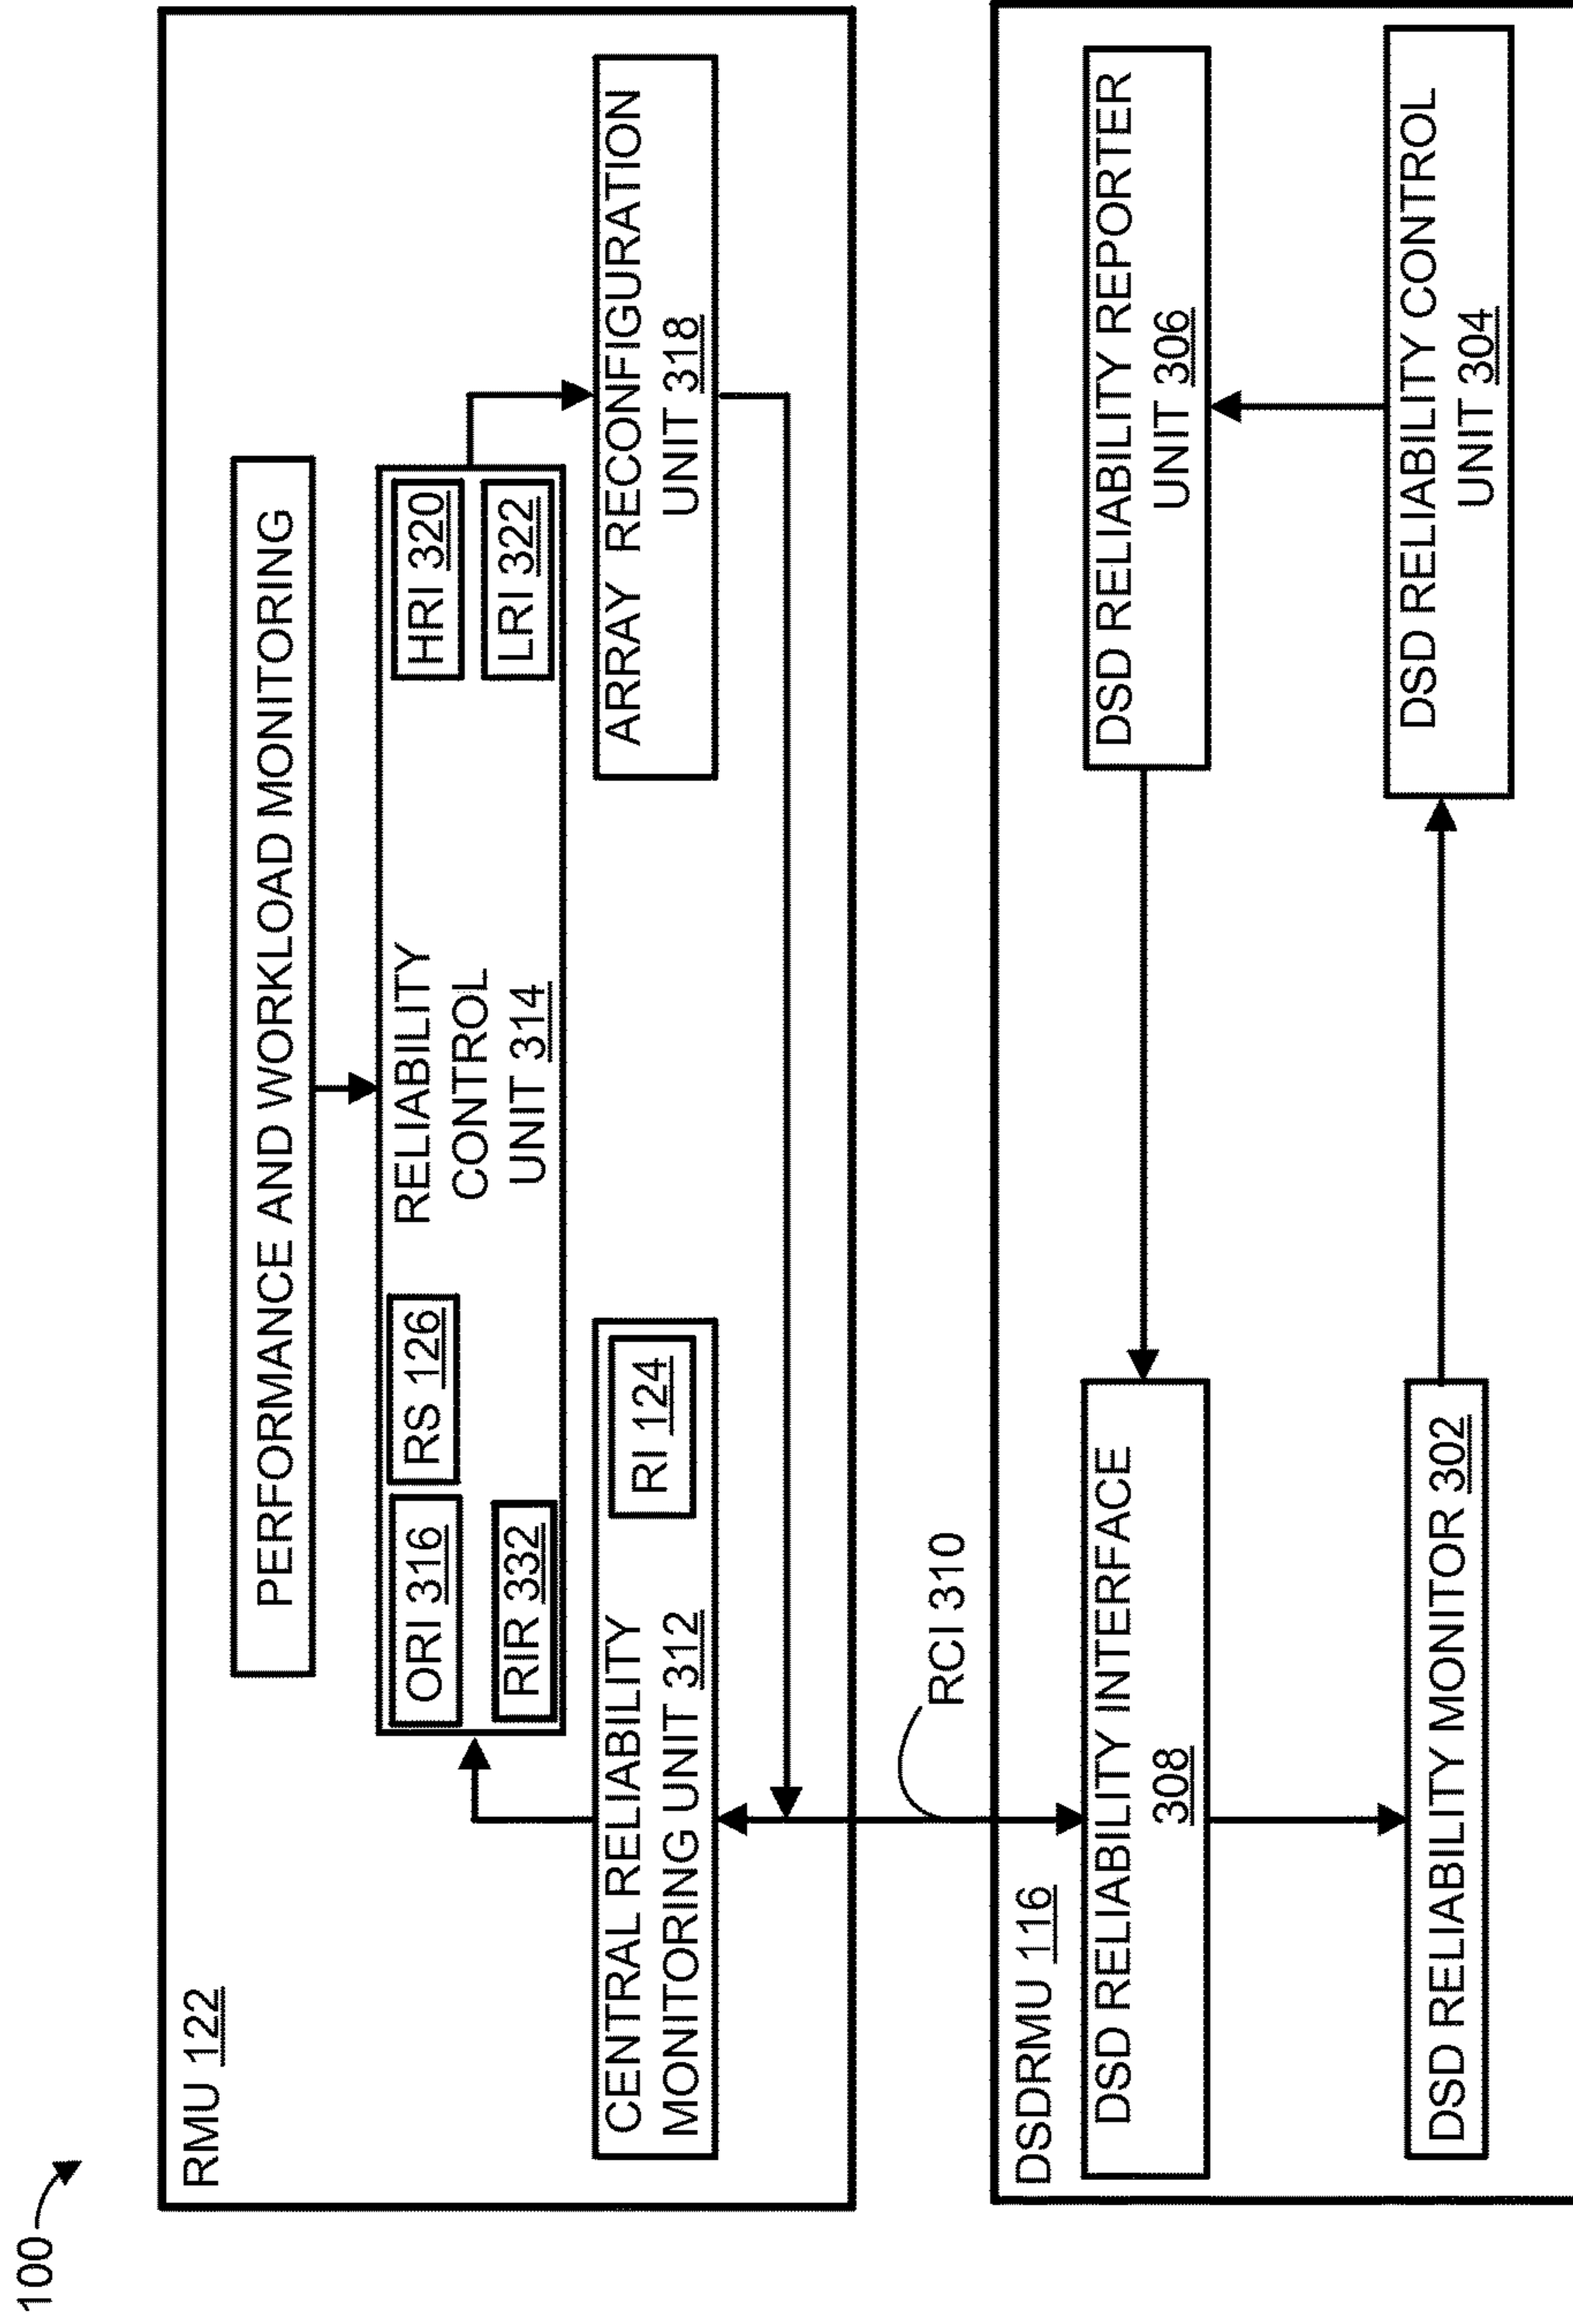 100
RMU 122
PERFORMANCE AND WORKLOAD MONITORING
ORI 316
RS 126
RIR 332
RELIABILITY
CONTROL
UNIT 314
HRI 320
LRI 322
CENTRAL RELIABILITY
MONITORING UNIT 312
RI 124
ARRAY RECONFIGURATION
UNIT 318
RCI 310
DSDRMU 116
DSD RELIABILITY INTERFACE
308
DSD RELIABILITY REPORTER
UNIT 306
DSD RELIABILITY MONITOR 302
DSD RELIABILITY CONTROL
UNIT 304